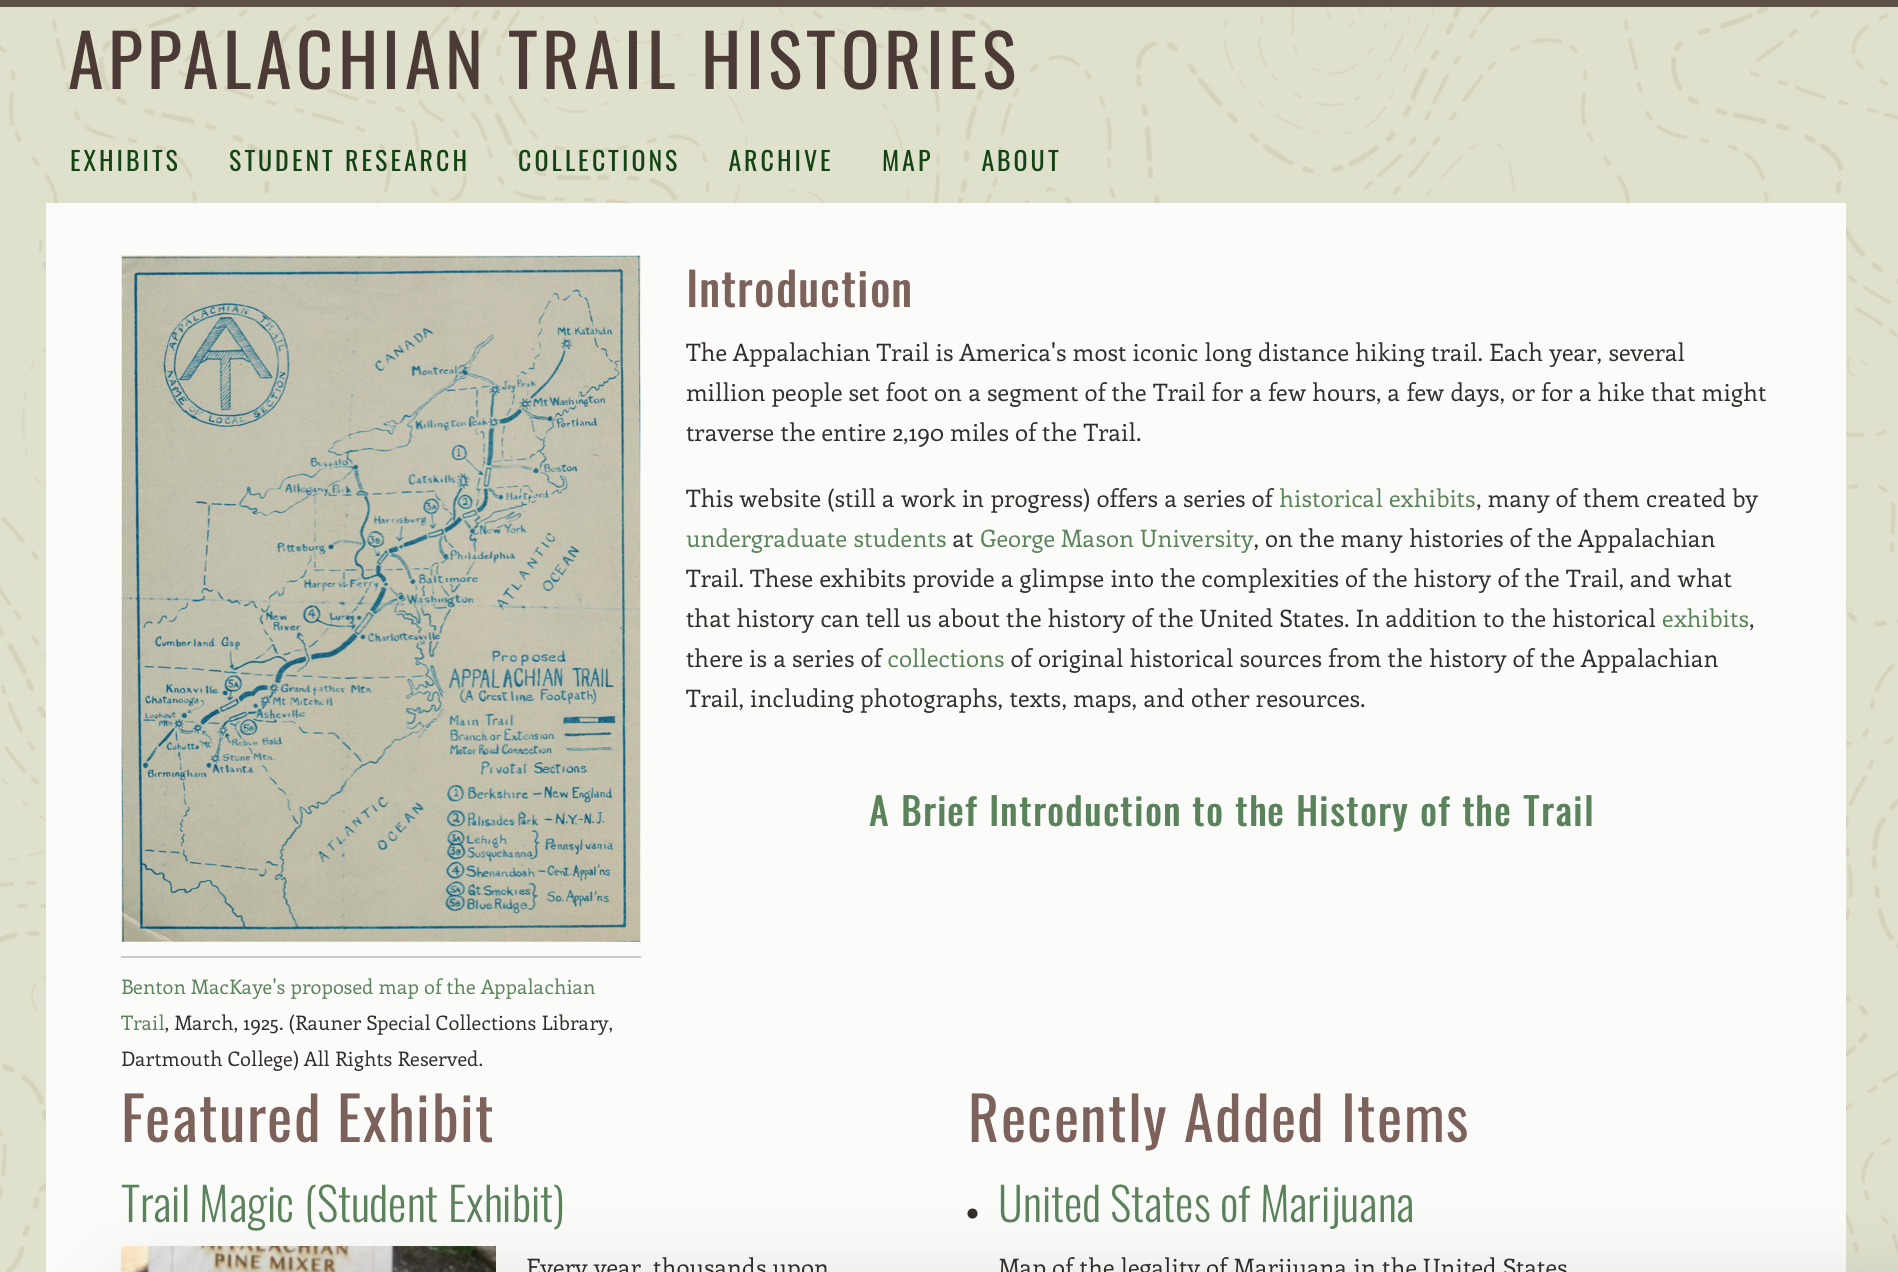 APPALACHIAN TRAIL HISTORIES
EXHIBITS STUDENT RESEARCH COLLECTIONS ARCHIVE MAP ABOUT
APPALACHIAN TRAIL
NAME OF LOCAL SECTION
AT
CANADA
Mt Katahdin
Montreal
Jay Peak
Mt Washington
Killington Peak
Portland
1
Buffalo
Boston
Catskills
Allegany Park
2
Hartford
3A
Harrisburg
New York
3B
Pittsburg
Philadelphia
ATLANTIC
OCEAN
Harpers Ferry
Baltimore
Washington
4
New
River
Luray
Charlottesville
Cumberland Gap
Knoxville
5A
Grandfather Mtn.
Chatanooga
Mt. Mitchell
Lookout
Mtn
Asheville
5B
Cohutta Mt
Rabun Bald
Stone Mtn.
Birmingham
Atlanta
Proposed
APPALACHIAN TRAIL
(A Crestline Footpath)
Main Trail
Branch or Extension
Motor Road Connection
Pivotal Sections
1 Berkshire – New England
2 Palisades Park – N.Y.-N.J.
3A Lehigh
3B Susquehanna } Pennsylvania
4 Shenandoah – Cent. Appal'ns
5A Gt Smokies
5B Blue Ridge } So. Appal'ns
ATLANTIC
OCEAN
Introduction
The Appalachian Trail is America's most iconic long distance hiking trail. Each year, several
million people set foot on a segment of the Trail for a few hours, a few days, or for a hike that might
traverse the entire 2,190 miles of the Trail.
This website (still a work in progress) offers a series of historical exhibits, many of them created by
undergraduate students at George Mason University, on the many histories of the Appalachian
Trail. These exhibits provide a glimpse into the complexities of the history of the Trail, and what
that history can tell us about the history of the United States. In addition to the historical exhibits,
there is a series of collections of original historical sources from the history of the Appalachian
Trail, including photographs, texts, maps, and other resources.
A Brief Introduction to the History of the Trail
Benton MacKaye's proposed map of the Appalachian
Trail, March, 1925. (Rauner Special Collections Library,
Dartmouth College) All Rights Reserved.
Featured Exhibit
Trail Magic (Student Exhibit)
APPALACHIAN
PINE MIXER
Every year, thousands upon
Recently Added Items
• United States of Marijuana
Map of the legality of Marijuana in the United States